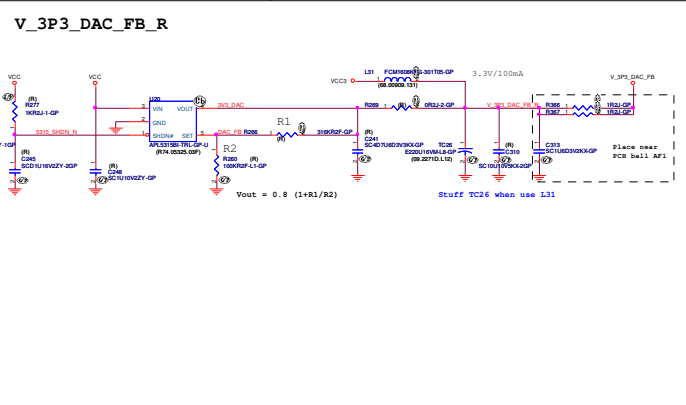 V_3P3_DAC_FB_R
VCC
VCC
(R)
R277
1KR2J-1-GP
5315_SHDN_N
(R)
C245
SCD1U16V2ZY-2GP
(R)
C248
SC1U10V2ZY-GP
U20
VIN
VOUT
GND
SHDN#
SET
APL5315BI-TRL-GP-U
(R74.05325.03F)
3V3_DAC
DAC_FB
R266
R1
(R)
316KR2F-GP
R2
R260
(R)
100KR2F-L1-GP
Vout = 0.8 (1+R1/R2)
VCC3
L31
(68.00909.131)
3.3V/100mA
R269
(R)
0R2J-2-GP
(R)
C241
SC4D7U6D3V3KX-GP
TC26
E220U16VM-L8-GP
(09.2271D.L12)
Stuff TC26 when use L31
(R)
C310
SC10U10V5KX-2GP
R366
R367
1R2J-GP
1R2J-GP
V_3P3_DAC_FB
C313
SC1U6D3V2KX-GP
Place near
PCH ball AF1